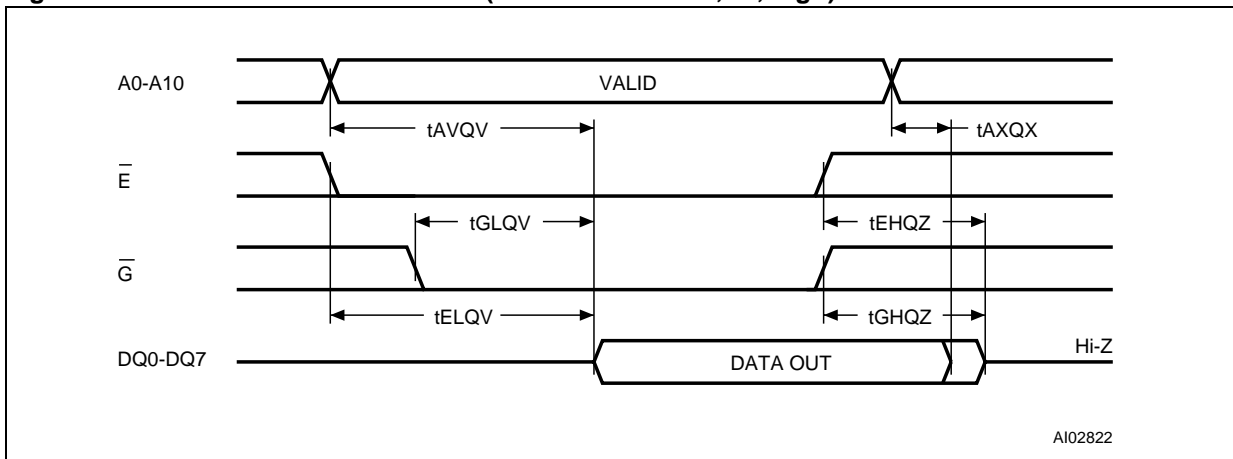 A0-A10
VALID
tAVQV
tAXQX
E
tGLQV
tEHQZ
G
tELQV
tGHQZ
DQ0-DQ7
DATA OUT
Hi-Z
AI02822